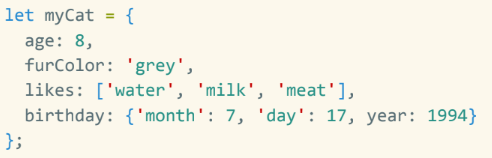 let myCat = {
  age: 8,
  furColor: 'grey',
  likes: ['water', 'milk', 'meat'],
  birthday: {'month': 7, 'day': 17, year: 1994}
};